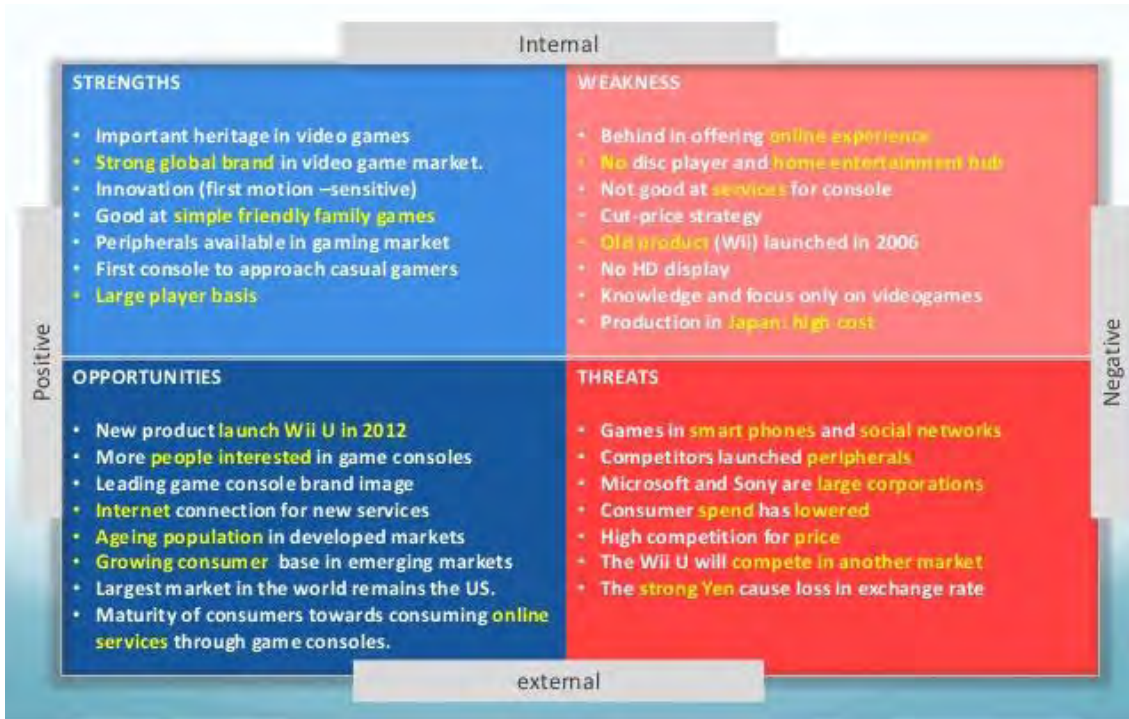 Internal
STRENGTHS
• Important heritage in video games
• Strong global brand in video game market.
• Innovation (first motion –sensitive)
• Good at simple friendly family games
• Peripherals available in gaming market
• First console to approach casual gamers
• Large player basis
WEAKNESS
• Behind in offering online experience
• No disc player and home entertainment hub
• Not good at services for console
• Cut-price strategy
• Old product (Wii) launched in 2006
• No HD display
• Knowledge and focus only on videogames
• Production in Japan: high cost
Positive
Negative
OPPORTUNITIES
• New product launch Wii U in 2012
• More people interested in game consoles
• Leading game console brand image
• Internet connection for new services
• Ageing population in developed markets
• Growing consumer base in emerging markets
• Largest market in the world remains the US.
• Maturity of consumers towards consuming online
services through game consoles.
THREATS
• Games in smart phones and social networks
• Competitors launched peripherals
• Microsoft and Sony are large corporations
• Consumer spend has lowered
• High competition for price
• The Wii U will compete in another market
• The strong Yen cause loss in exchange rate
external